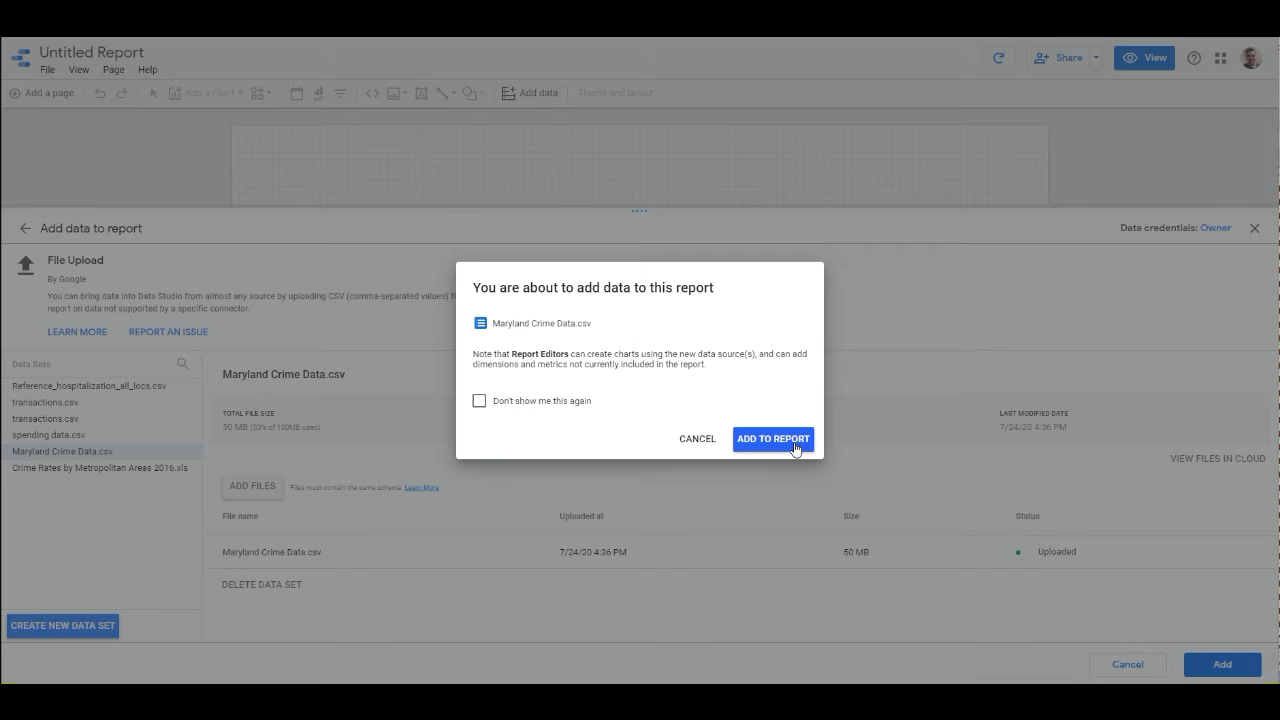 Untitled Report
File View Page Help
Share
View
Add a page
Add a chart
Add data
Theme and layout
Add data to report
Data credentials: Owner
File Upload
By Google
You can bring data into Data Studio from almost any source by uploading CSV (comma-separated values) f
report on data not supported by a specific connector.
LEARN MORE REPORT AN ISSUE
Data Sets
Reference_hospitalization_all_locs.csv
transactions.csv
transactions.csv
spending data.csv
Maryland Crime Data.csv
Crime Rates by Metropolitan Areas 2016.xls
CREATE NEW DATA SET
Maryland Crime Data.csv
TOTAL FILE SIZE
50 MB (53% of 100MB used)
LAST MODIFIED DATE
7/24/20 4:36 PM
VIEW FILES IN CLOUD
ADD FILES Files must contain the same schema. Learn More
File name Uploaded at Size Status
Maryland Crime Data.csv 7/24/20 4:36 PM 50 MB Uploaded
DELETE DATA SET
You are about to add data to this report
Maryland Crime Data.csv
Note that Report Editors can create charts using the new data source(s), and can add
dimensions and metrics not currently included in the report.
Don't show me this again
CANCEL ADD TO REPORT
Cancel Add